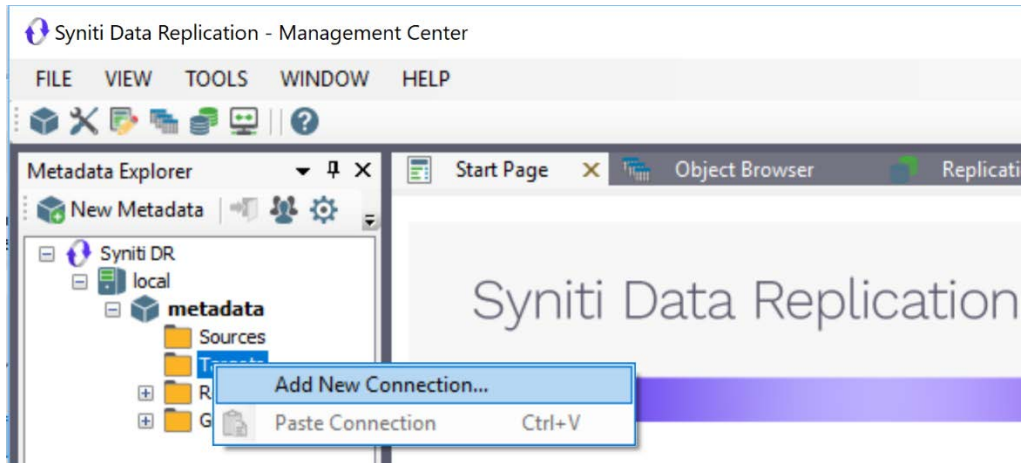 Syniti Data Replication - Management Center
FILE VIEW TOOLS WINDOW HELP
Metadata Explorer
Start Page
Object Browser
Replicati
New Metadata
Syniti DR
local
metadata
Sources
Add New Connection...
R
Paste Connection Ctrl+V
G
Syniti Data Replication